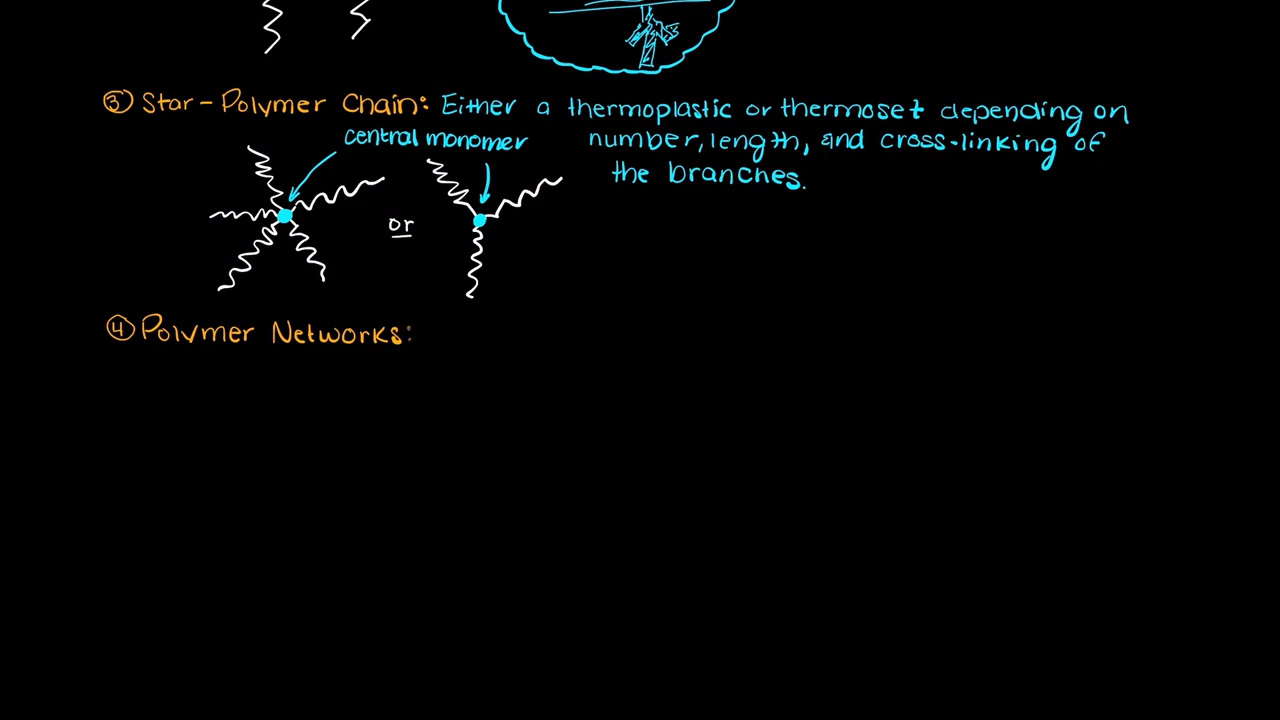 ③ Star-Polymer Chain: Either a thermoplastic or thermoset depending on
central monomer number, length, and cross-linking of
the branches.
or
④ Polymer Networks: